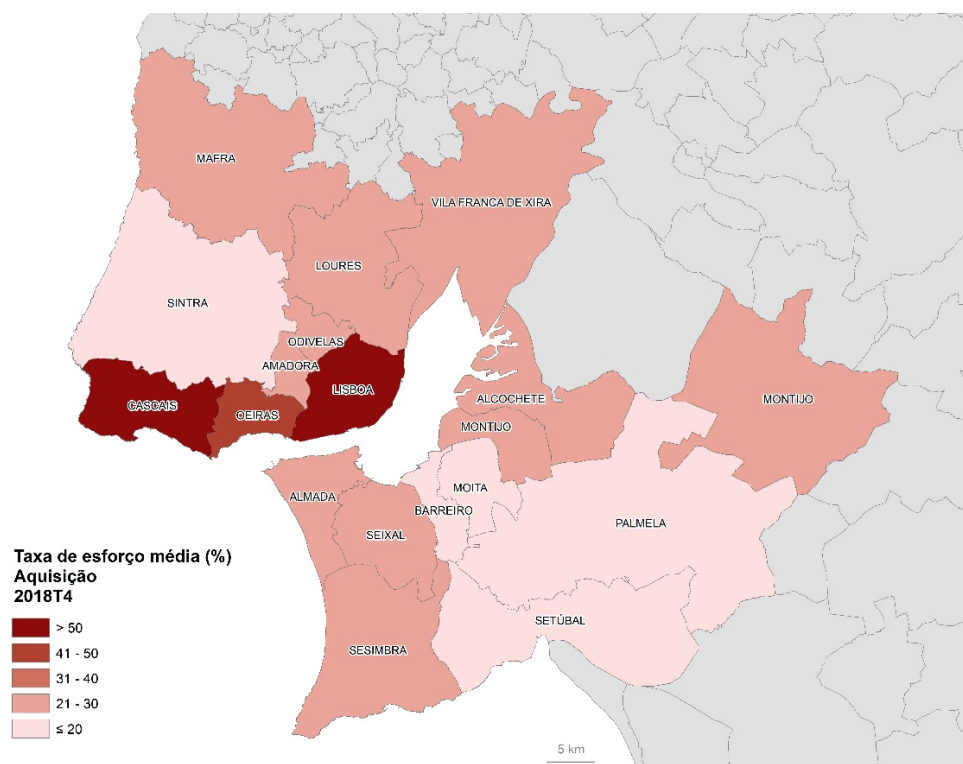 MAFRA
VILA FRANCA DE XIRA
LOURES
SINTRA
ODIVELAS
AMADORA
LISBOA
CASCAIS
OEIRAS
ALCOCHETE
MONTIJO
MONTIJO
MOITA
ALMADA
BARREIRO
PALMELA
SEIXAL
SETÚBAL
SESIMBRA
Taxa de esforço média (%)
Aquisição
2018T4
> 50
41 - 50
31 - 40
21 - 30
≤ 20
5 km